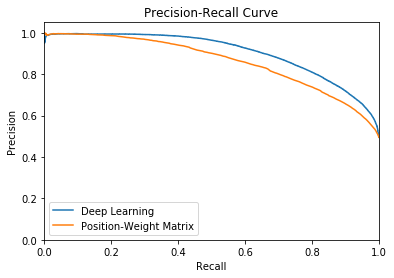 Precision-Recall Curve
1.0
0.8
0.6
0.4
0.2
0.0
Precision
Deep Learning
Position-Weight Matrix
0.0 0.2 0.4 0.6 0.8 1.0
Recall